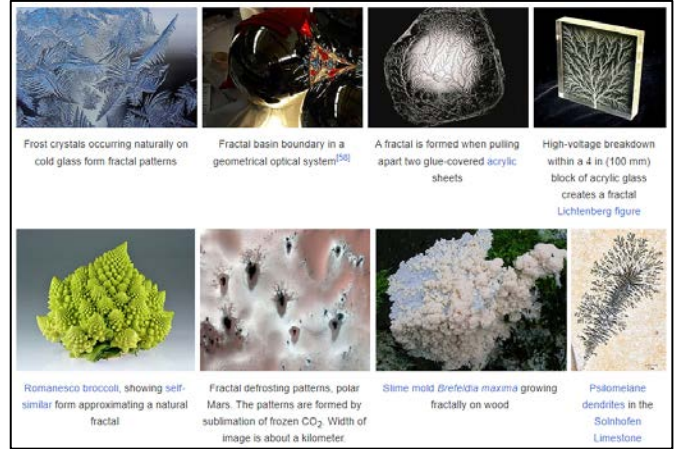 Frost crystals occurring naturally on
cold glass form fractal patterns
Fractal basin boundary in a
geometrical optical system[56]
A fractal is formed when pulling
apart two glue-covered acrylic
sheets
High-voltage breakdown
within a 4 in (100 mm)
block of acrylic glass
creates a fractal
Lichtenberg figure
Romanesco broccoli, showing self-
similar form approximating a natural
fractal
Fractal defrosting patterns, polar
Mars. The patterns are formed by
sublimation of frozen CO2. Width of
image is about a kilometer.
Slime mold Brefeldia maxima growing
fractally on wood
Psilomelane
dendrites in the
Solnhofen
Limestone